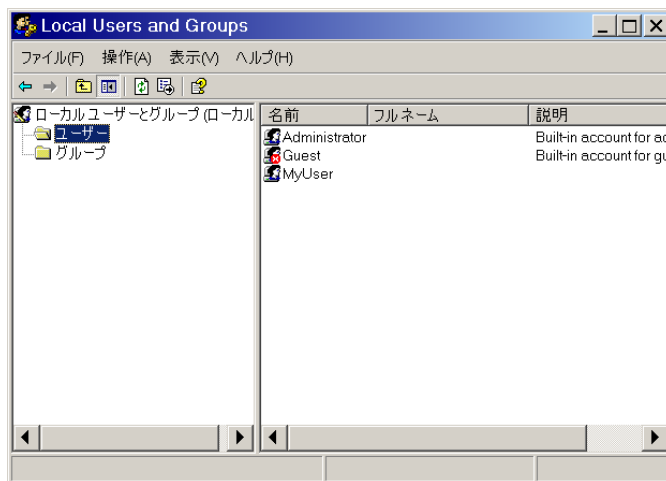 Local Users and Groups
ファイル(F) 操作(A) 表示(V) ヘルプ(H)
ローカル ユーザーとグループ (ローカル
ユーザー
グループ
名前 フル ネーム 説明
Administrator Built-in account for ad
Guest Built-in account for gu
MyUser